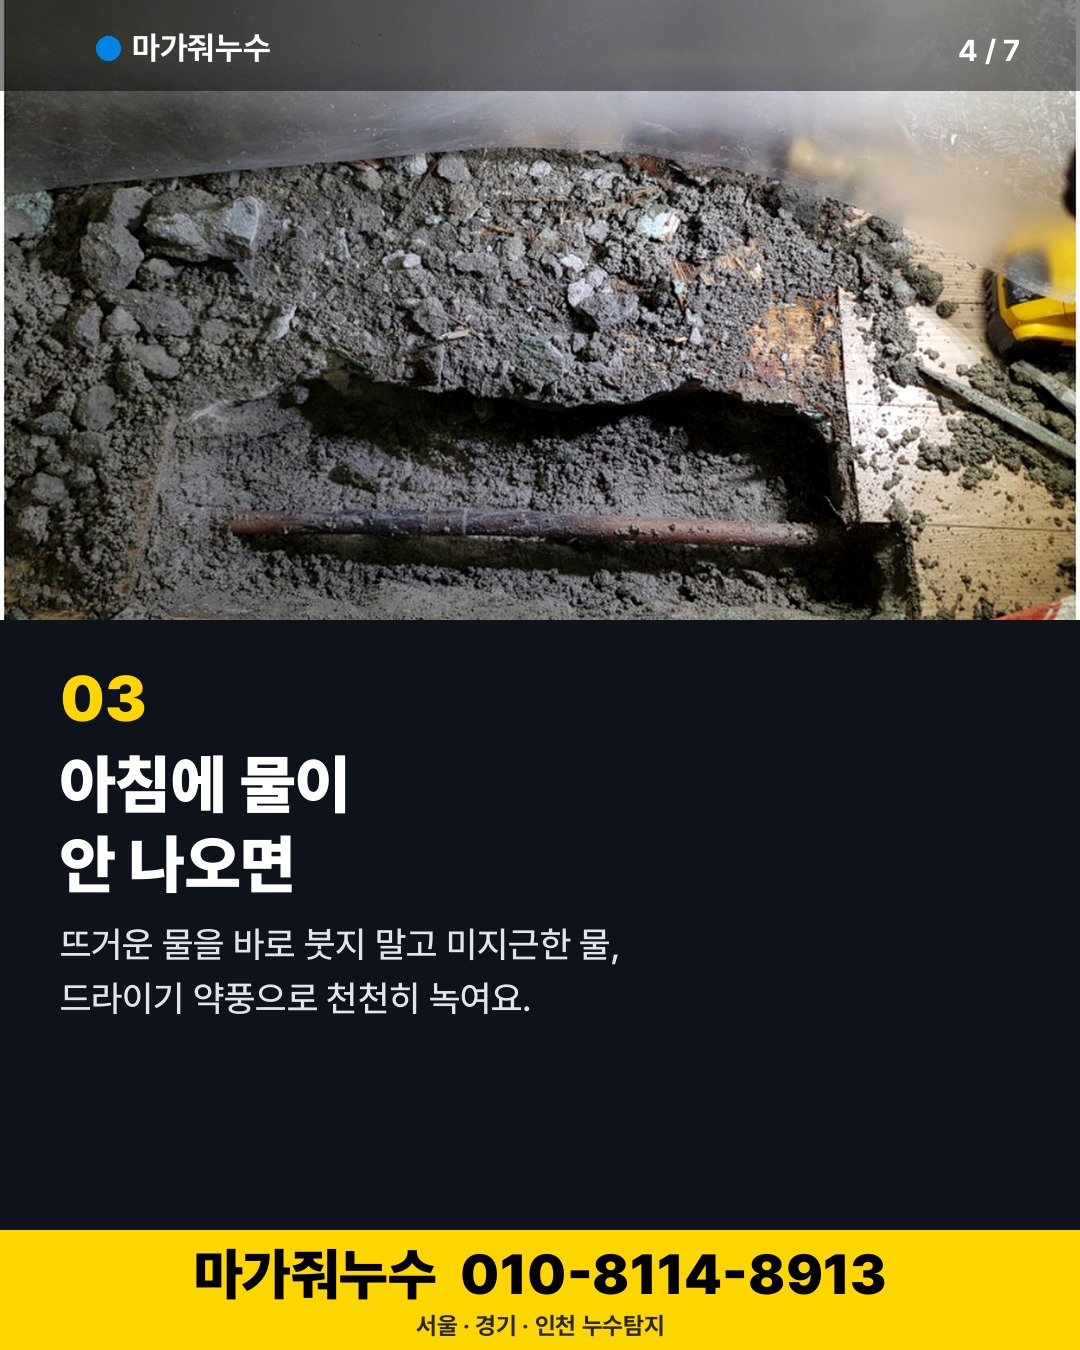 마가줘누수
4 / 7
03
아침에 물이
안 나오면
뜨거운 물을 바로 붓지 말고 미지근한 물,
드라이기 약풍으로 천천히 녹여요.
마가줘누수 010-8114-8913
서울 · 경기 · 인천 누수탐지